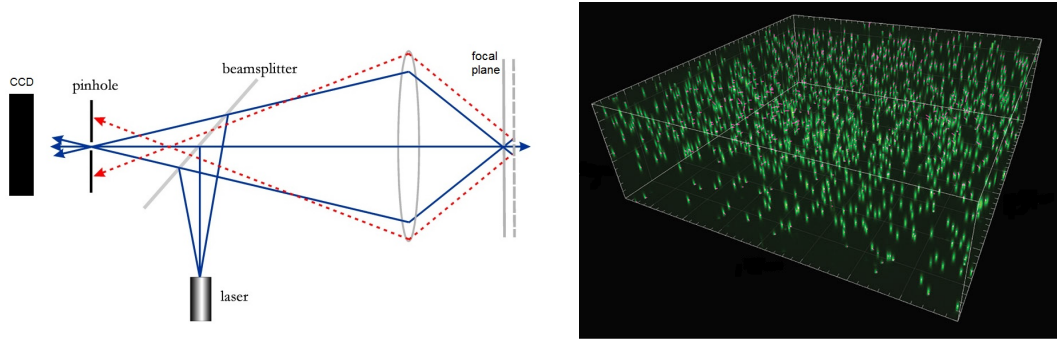 CCD
pinhole
beamsplitter
focal
plane
laser